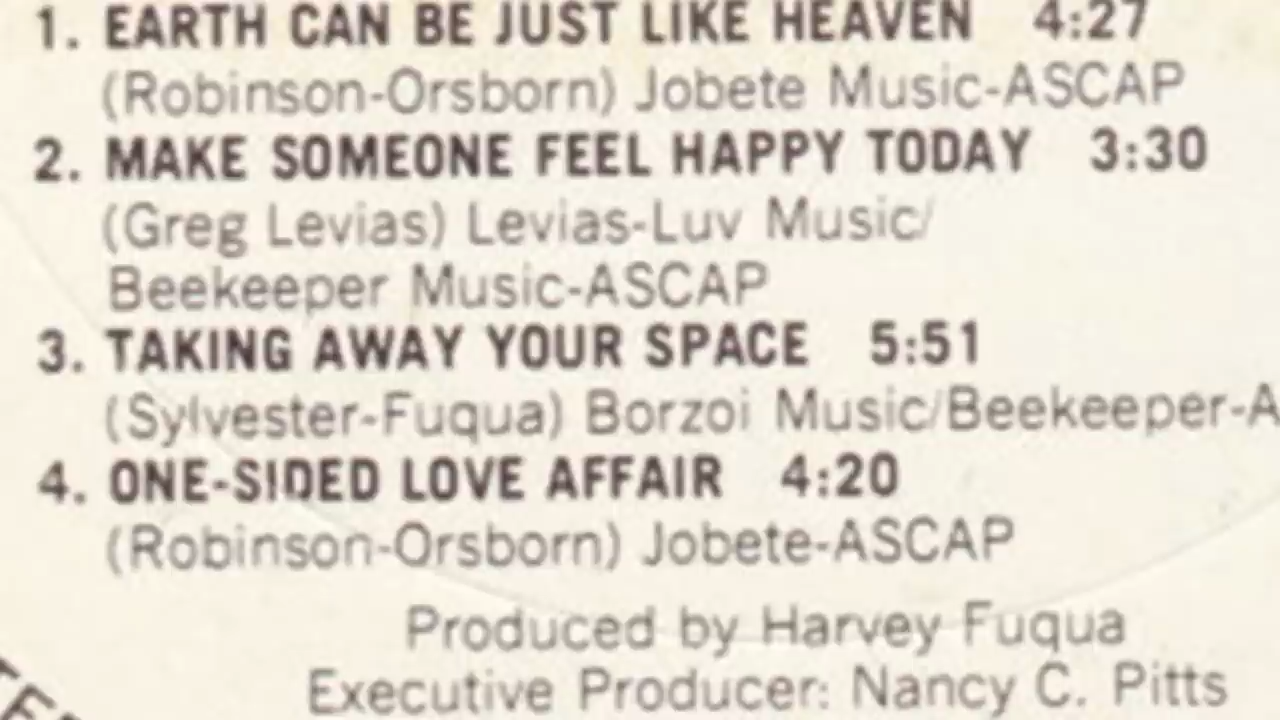 1. EARTH CAN BE JUST LIKE HEAVEN 4:27
(Robinson-Orsborn) Jobete Music-ASCAP
2. MAKE SOMEONE FEEL HAPPY TODAY 3:30
(Greg Levias) Levias-Luv Music/
Beekeeper Music-ASCAP
3. TAKING AWAY YOUR SPACE 5:51
(Sylvester-Fuqua) Borzoi Music/Beekeeper-A
4. ONE-SIDED LOVE AFFAIR 4:20
(Robinson-Orsborn) Jobete-ASCAP
Produced by Harvey Fuqua
Executive Producer: Nancy C. Pitts